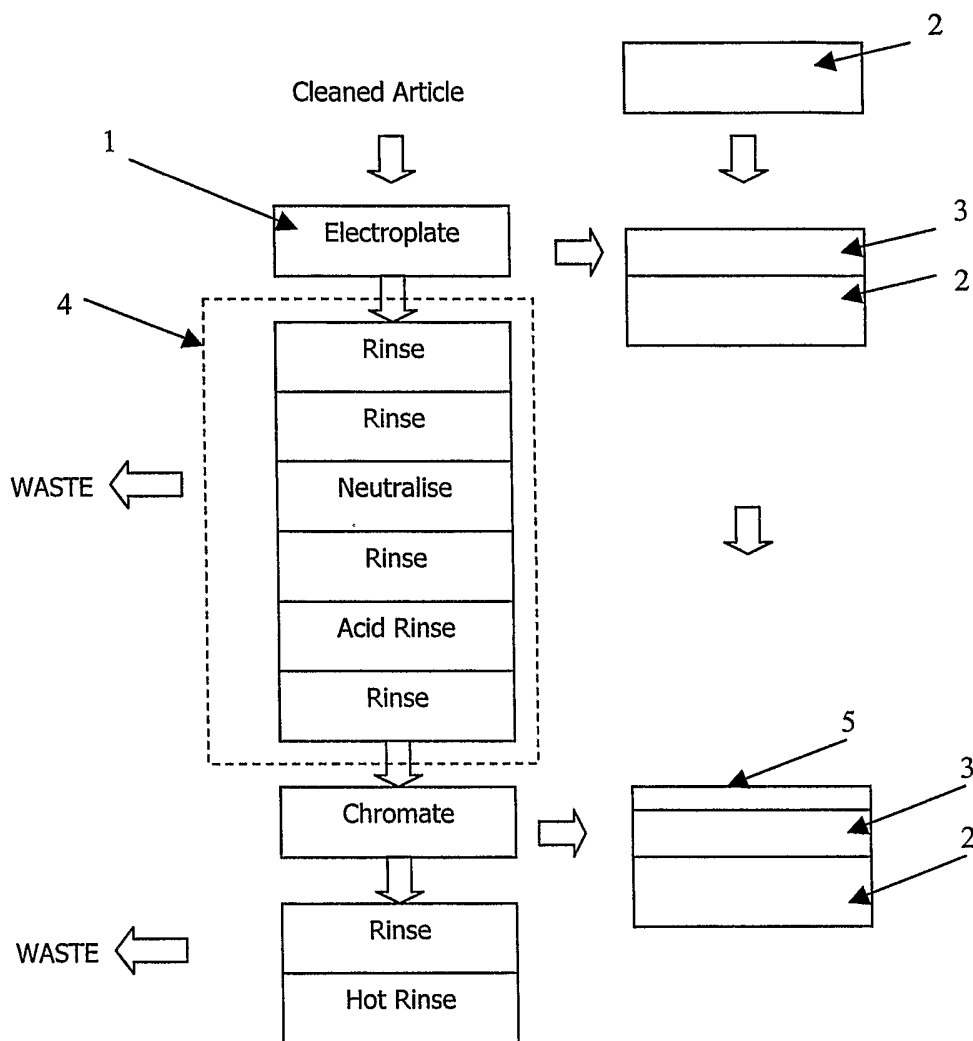 2
Cleaned Article
1
Electroplate
3
2
4
Rinse
Rinse
WASTE
Neutralise
Rinse
Acid Rinse
Rinse
5
Chromate
3
2
Rinse
WASTE
Hot Rinse